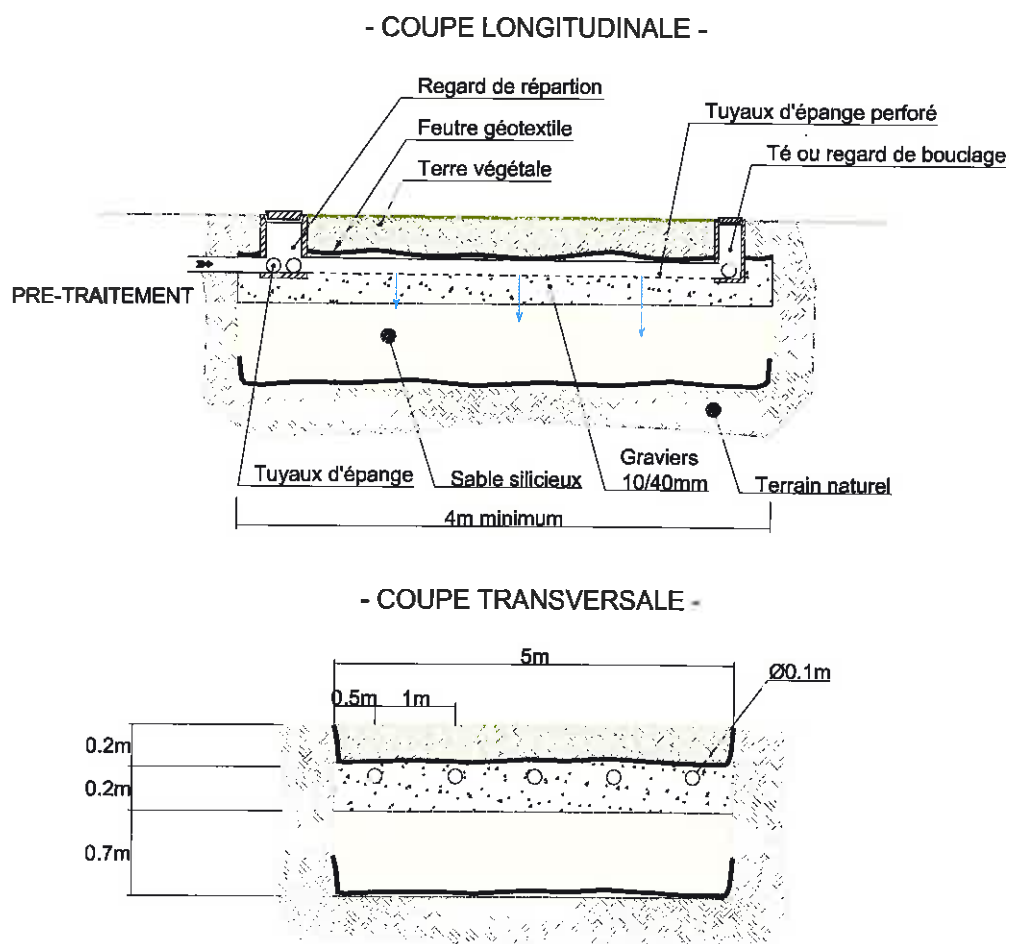 - COUPE LONGITUDINALE -
Regard de répartion
Tuyaux d'épange perforé
Feutre géotextile
Té ou regard de bouclage
Terre végétale
PRE-TRAITEMENT
Graviers
10/40mm
Tuyaux d'épange
Sable silicieux
Terrain naturel
4m minimum
- COUPE TRANSVERSALE -
5m
Ø0.1m
0.5m
1m
0.2m
0.2m
0.7m